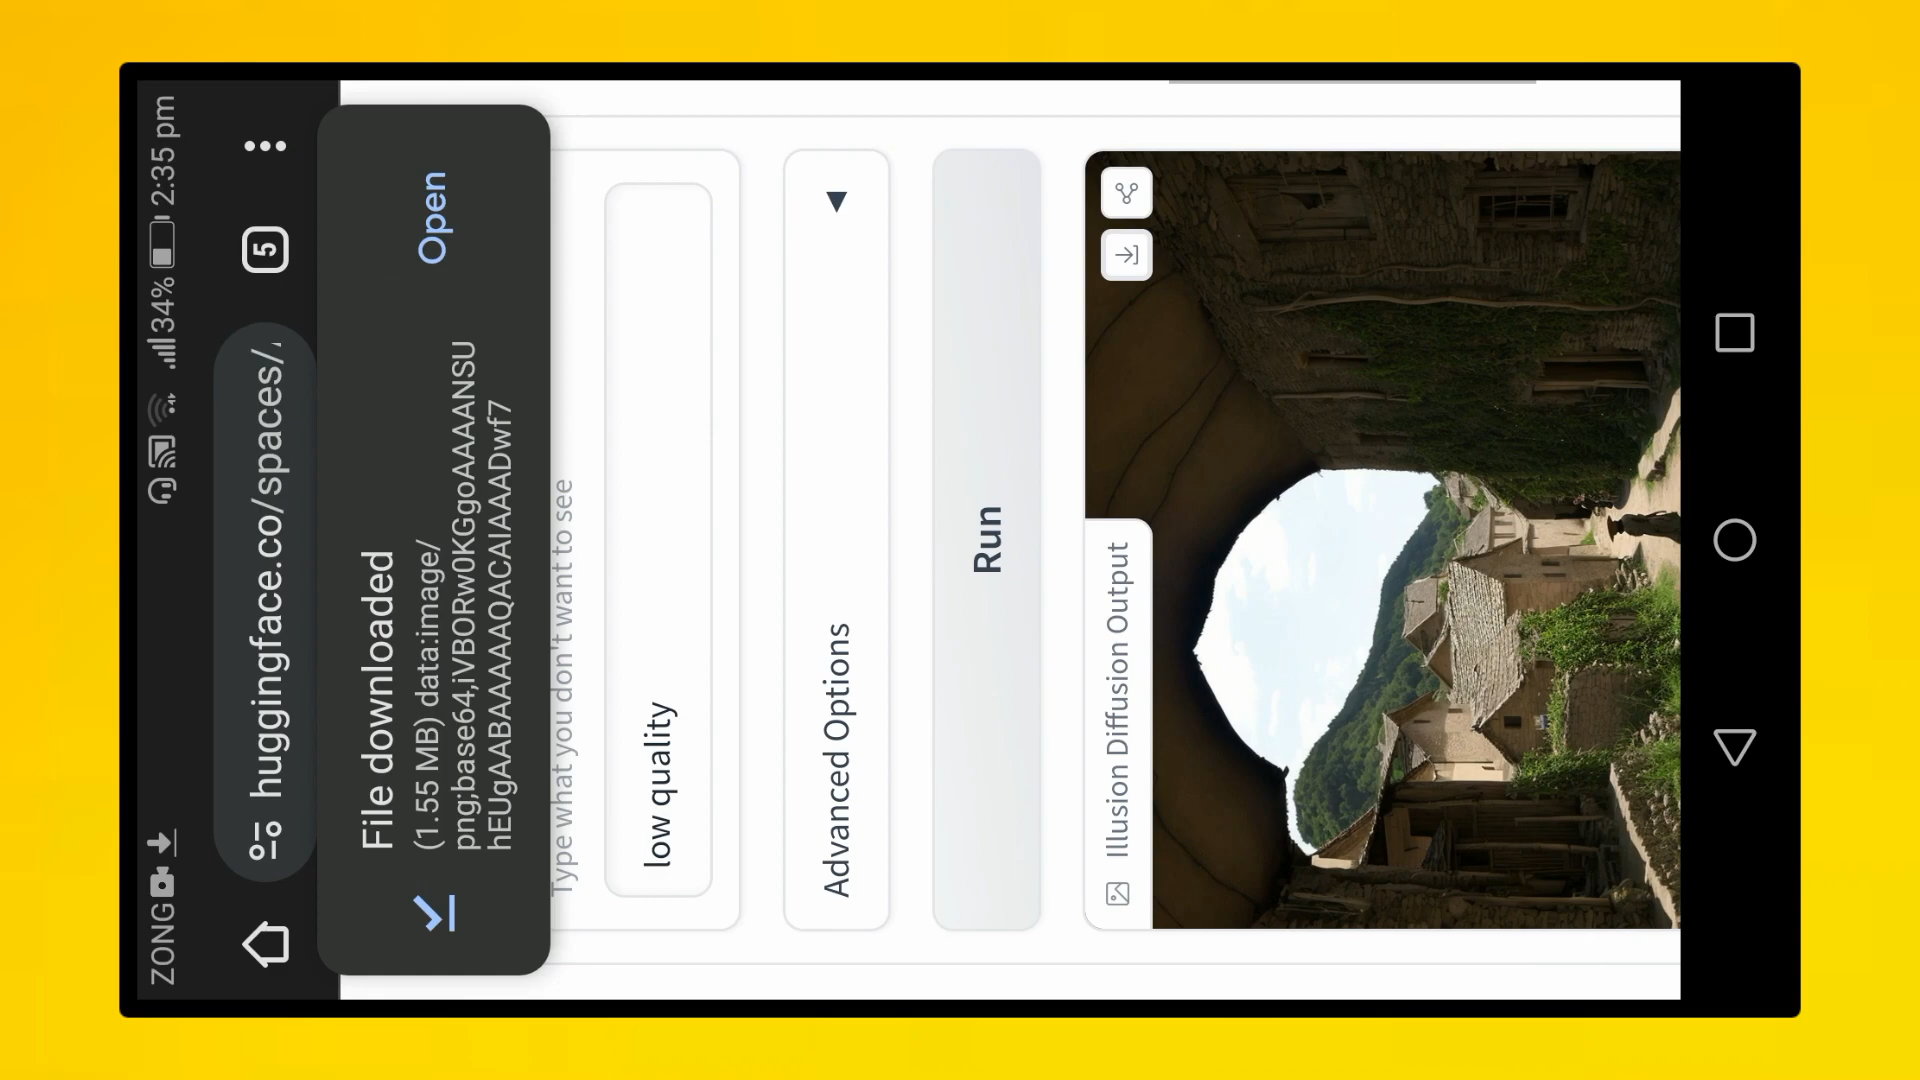 ZONG 34% 2:35 pm
huggingface.co/spaces/ 5
File downloaded
(1.55 MB) data:image/
png;base64,iVBORw0KGgoAAAANSU
hEUgAABAAAAAQACAIAAADwf7
Open
Type what you don't want to see
low quality
Advanced Options
Run
Illusion Diffusion Output